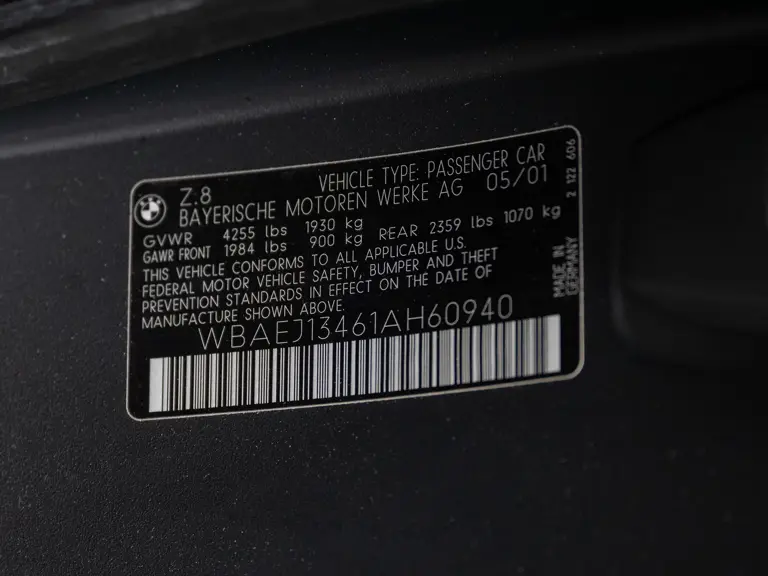 Z.8 VEHICLE TYPE: PASSENGER CAR
BAYERISCHE MOTOREN WERKE AG 05/01
GVWR 4255 lbs 1930 kg
GAWR FRONT 1984 lbs 900 kg REAR 2359 lbs 1070 kg
THIS VEHICLE CONFORMS TO ALL APPLICABLE U.S.
FEDERAL MOTOR VEHICLE SAFETY, BUMPER AND THEFT
PREVENTION STANDARDS IN EFFECT ON THE DATE OF
MANUFACTURE SHOWN ABOVE.
WBAEJ13461AH60940
2 122 606
MADE IN
GERMANY